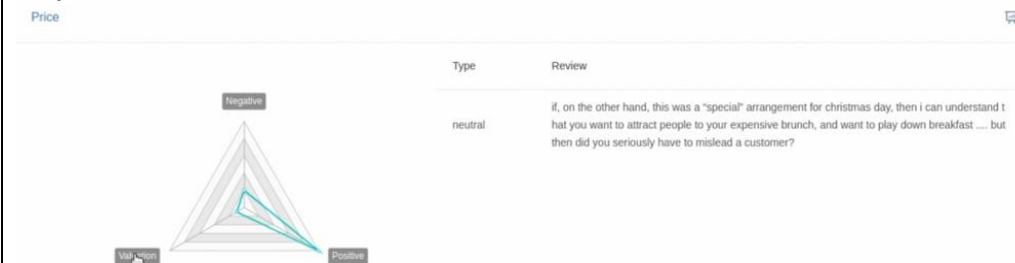 Price
Type Review
Negative
if, on the other hand, this was a "special" arrangement for christmas day, then i can understand t
neutral hat you want to attract people to your expensive brunch, and want to play down breakfast .... but
then did you seriously have to mislead a customer?
Positive